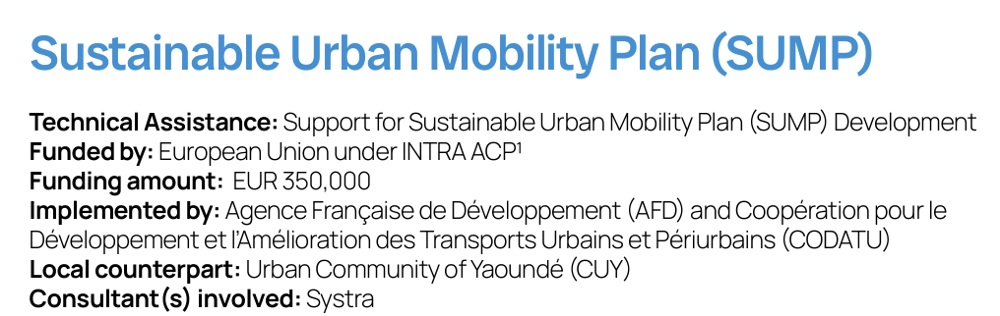 Sustainable Urban Mobility Plan (SUMP)
Technical Assistance: Support for Sustainable Urban Mobility Plan (SUMP) Development
Funded by: European Union under INTRA ACP¹
Funding amount: EUR 350,000
Implemented by: Agence Française de Développement (AFD) and Coopération pour le
Développement et l’Amélioration des Transports Urbains et Périurbains (CODATU)
Local counterpart: Urban Community of Yaoundé (CUY)
Consultant(s) involved: Systra